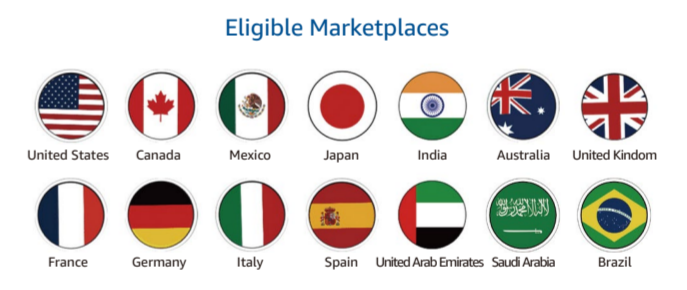 Eligible Marketplaces
United States Canada Mexico Japan India Australia United Kindom
France Germany Italy Spain United Arab Emirates Saudi Arabia Brazil